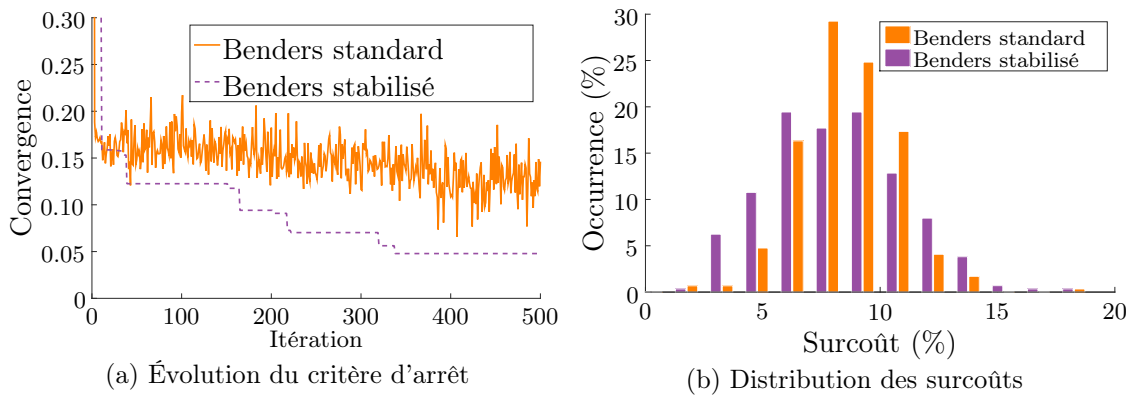 0.30
0.25
0.20
0.15
0.10
0.05
0
Convergence
Benders standard
Benders stabilisé
0 100 200 300 400 500
Itération
(a) Évolution du critère d'arrêt
30
25
20
15
10
5
0
Occurrence (%)
Benders standard
Benders stabilisé
0 5 10 15 20
Surcoût (%)
(b) Distribution des surcoûts